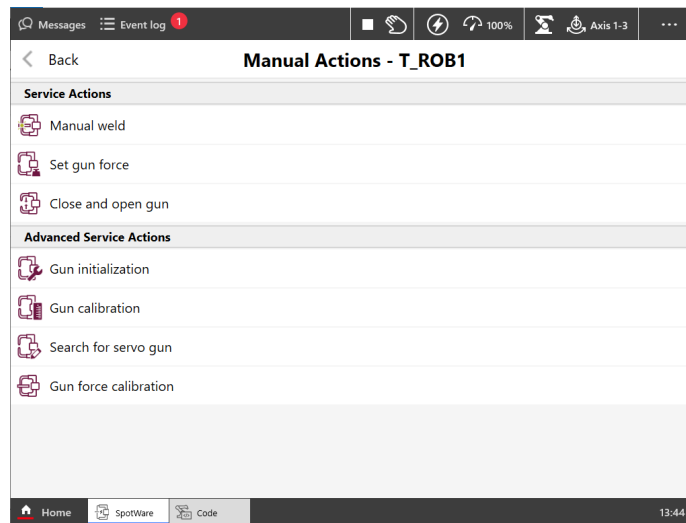 Messages Event log 1 100% Axis 1-3 ...
Back Manual Actions - T_ROB1
Service Actions
Manual weld
Set gun force
Close and open gun
Advanced Service Actions
Gun initialization
Gun calibration
Search for servo gun
Gun force calibration
Home SpotWare Code 13:44